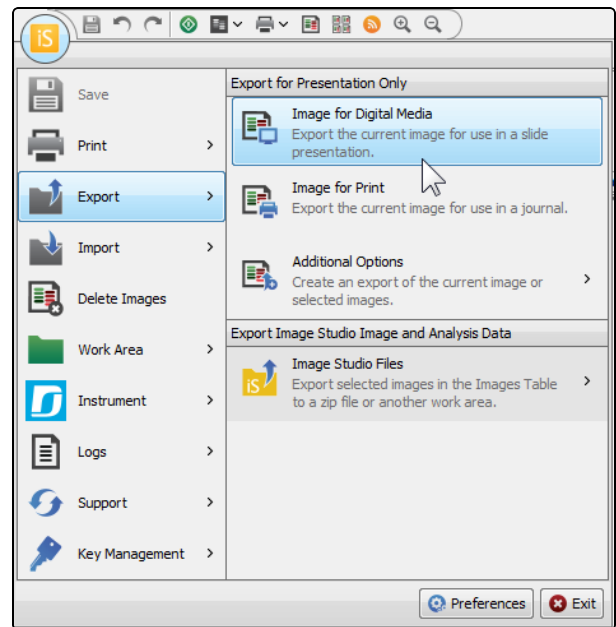 iS
Save
Print
Export
Import
Delete Images
Work Area
Instrument
Logs
Support
Key Management
Export for Presentation Only
Image for Digital Media
Export the current image for use in a slide
presentation.
Image for Print
Export the current image for use in a journal.
Additional Options
Create an export of the current image or
selected images.
Export Image Studio Image and Analysis Data
iS
Image Studio Files
Export selected images in the Images Table
to a zip file or another work area.
Preferences
Exit